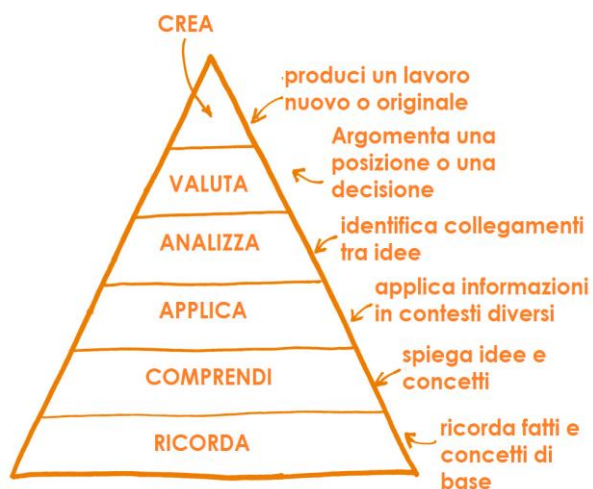 CREA
produci un lavoro
nuovo o originale
Argomenta una
posizione o una
decisione
VALUTA
identifica collegamenti
tra idee
ANALIZZA
applica informazioni
in contesti diversi
APPLICA
spiega idee e
concetti
COMPRENDI
ricorda fatti e
concetti di
base
RICORDA